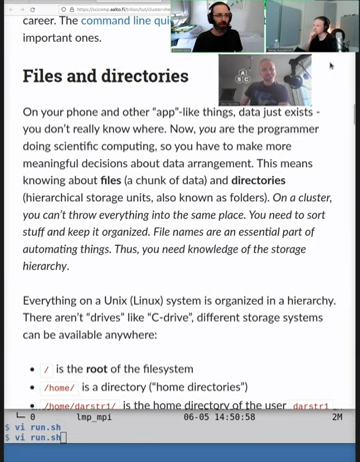 https://scicomp.aalto.fi/triton/tut/cluster-she
career. The command line qui
important ones.
Files and directories
On your phone and other “app”-like things, data just exists -
you don’t really know where. Now, you are the programmer
doing scientific computing, so you have to make more
meaningful decisions about data arrangement. This means
knowing about files (a chunk of data) and directories
(hierarchical storage units, also known as folders). On a cluster,
you can’t throw everything into the same place. You need to sort
stuff and keep it organized. File names are an essential part of
automating things. Thus, you need knowledge of the storage
hierarchy.
Everything on a Unix (Linux) system is organized in a hierarchy.
There aren’t “drives” like “C-drive”, different storage systems
can be available anywhere:
• / is the root of the filesystem
• /home/ is a directory (“home directories”)
• /home/darstr1/ is the home directory of the user darstr1
0 lmp_mpi 06-05 14:50:58 2M
$ vi run.sh
$ vi run.sh